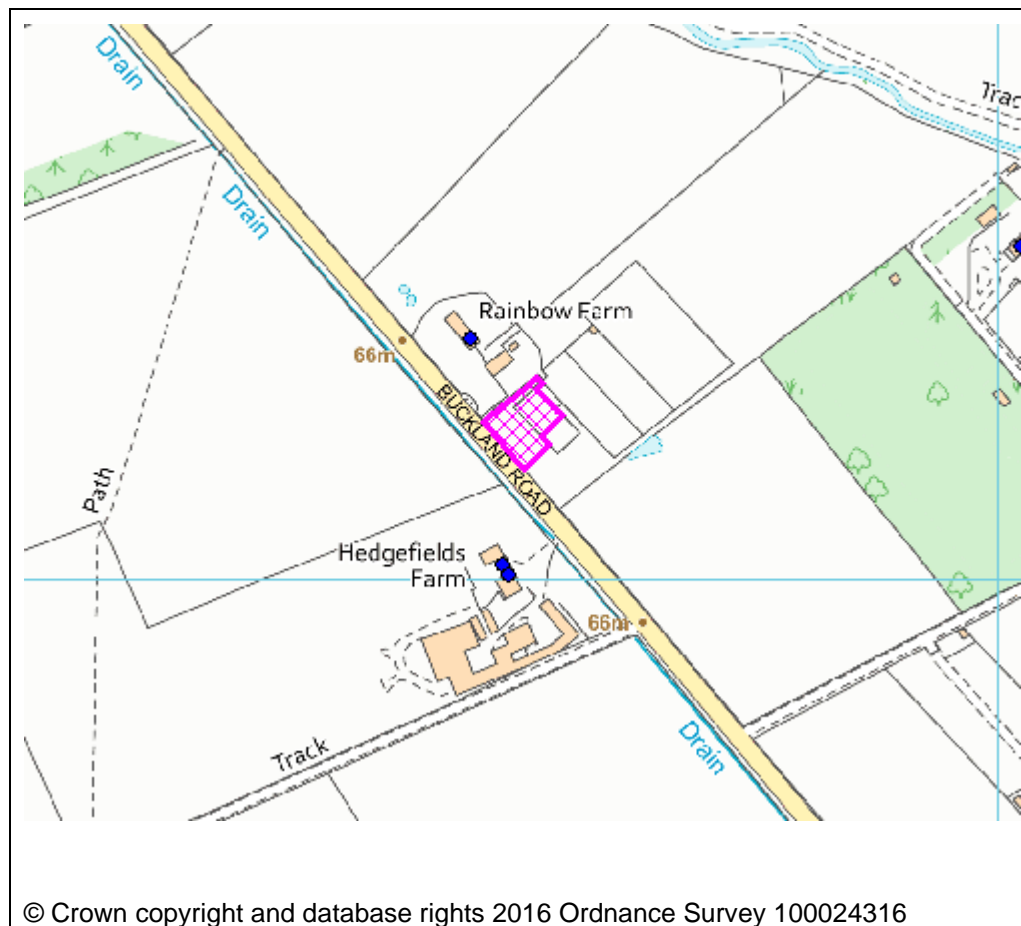 Drain
Trac
Drain
Rainbow Farm
66m
BUCKLAND ROAD
Path
Hedgefields
Farm
66m
Track
Drain
© Crown copyright and database rights 2016 Ordnance Survey 100024316